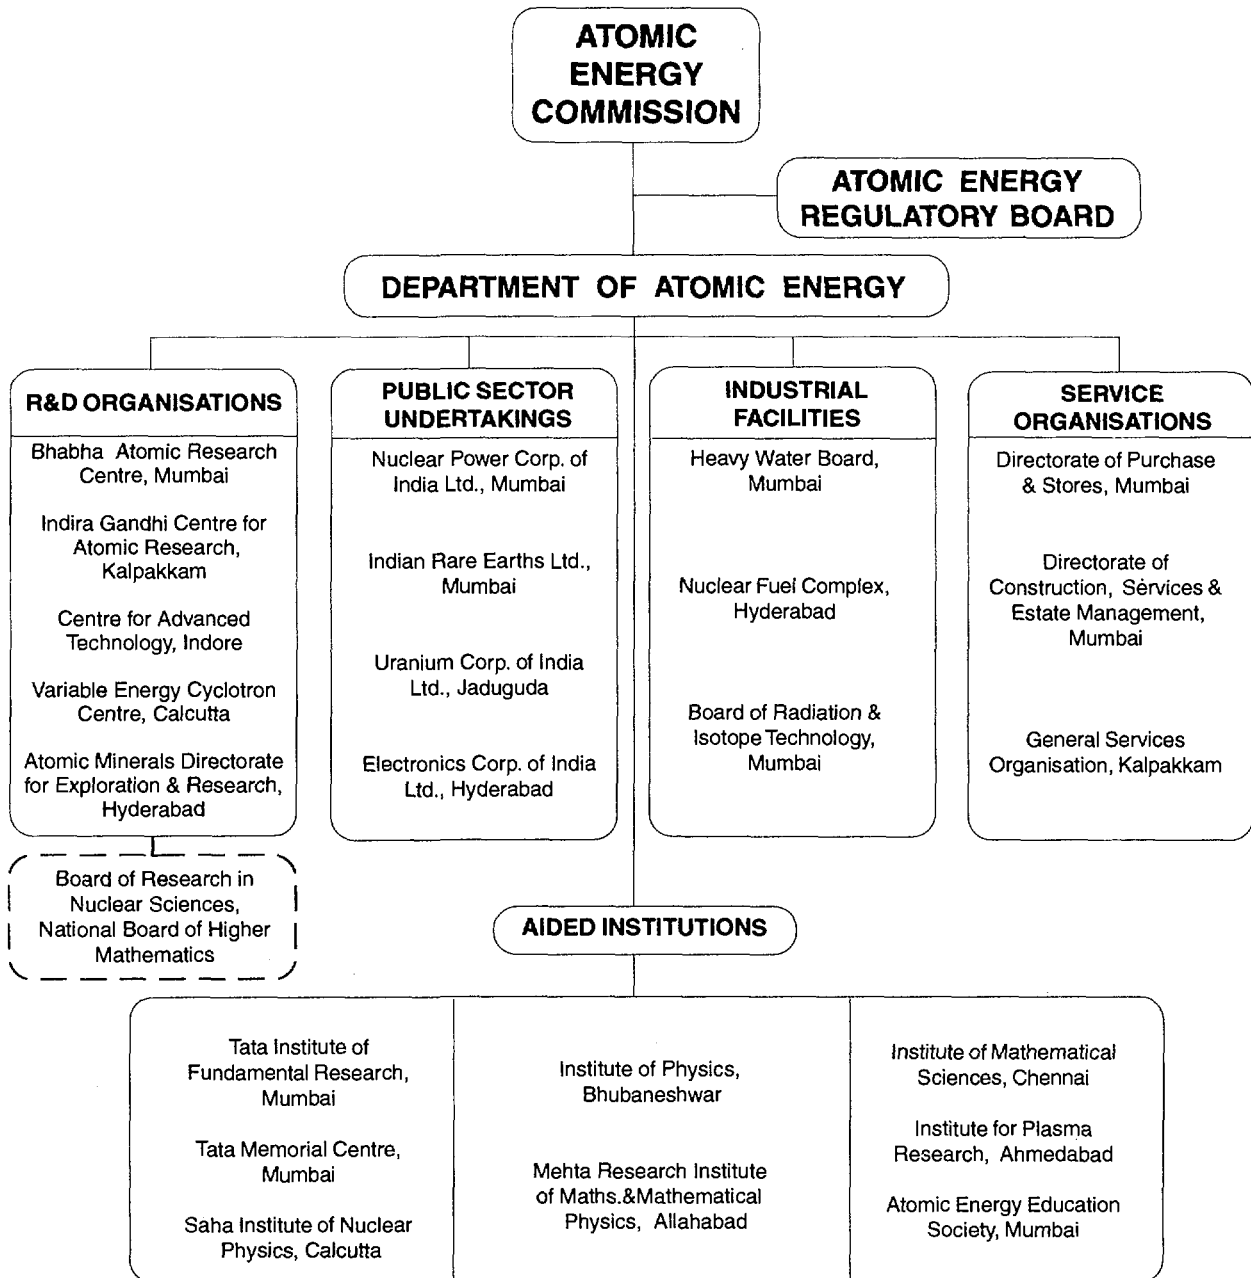 ATOMIC
ENERGY
COMMISSION
ATOMIC ENERGY
REGULATORY BOARD
DEPARTMENT OF ATOMIC ENERGY
R&D ORGANISATIONS
Bhabha Atomic Research
Centre, Mumbai
Indira Gandhi Centre for
Atomic Research,
Kalpakkam
Centre for Advanced
Technology, Indore
Variable Energy Cyclotron
Centre, Calcutta
Atomic Minerals Directorate
for Exploration & Research,
Hyderabad
Board of Research in
Nuclear Sciences,
National Board of Higher
Mathematics
PUBLIC SECTOR
UNDERTAKINGS
Nuclear Power Corp. of
India Ltd., Mumbai
Indian Rare Earths Ltd.,
Mumbai
Uranium Corp. of India
Ltd., Jaduguda
Electronics Corp. of India
Ltd., Hyderabad
INDUSTRIAL
FACILITIES
Heavy Water Board,
Mumbai
Nuclear Fuel Complex,
Hyderabad
Board of Radiation &
Isotope Technology,
Mumbai
SERVICE
ORGANISATIONS
Directorate of Purchase
& Stores, Mumbai
Directorate of
Construction, Services &
Estate Management,
Mumbai
General Services
Organisation, Kalpakkam
AIDED INSTITUTIONS
Tata Institute of
Fundamental Research,
Mumbai
Tata Memorial Centre,
Mumbai
Saha Institute of Nuclear
Physics, Calcutta
Institute of Physics,
Bhubaneshwar
Mehta Research Institute
of Maths.&Mathematical
Physics, Allahabad
Institute of Mathematical
Sciences, Chennai
Institute for Plasma
Research, Ahmedabad
Atomic Energy Education
Society, Mumbai